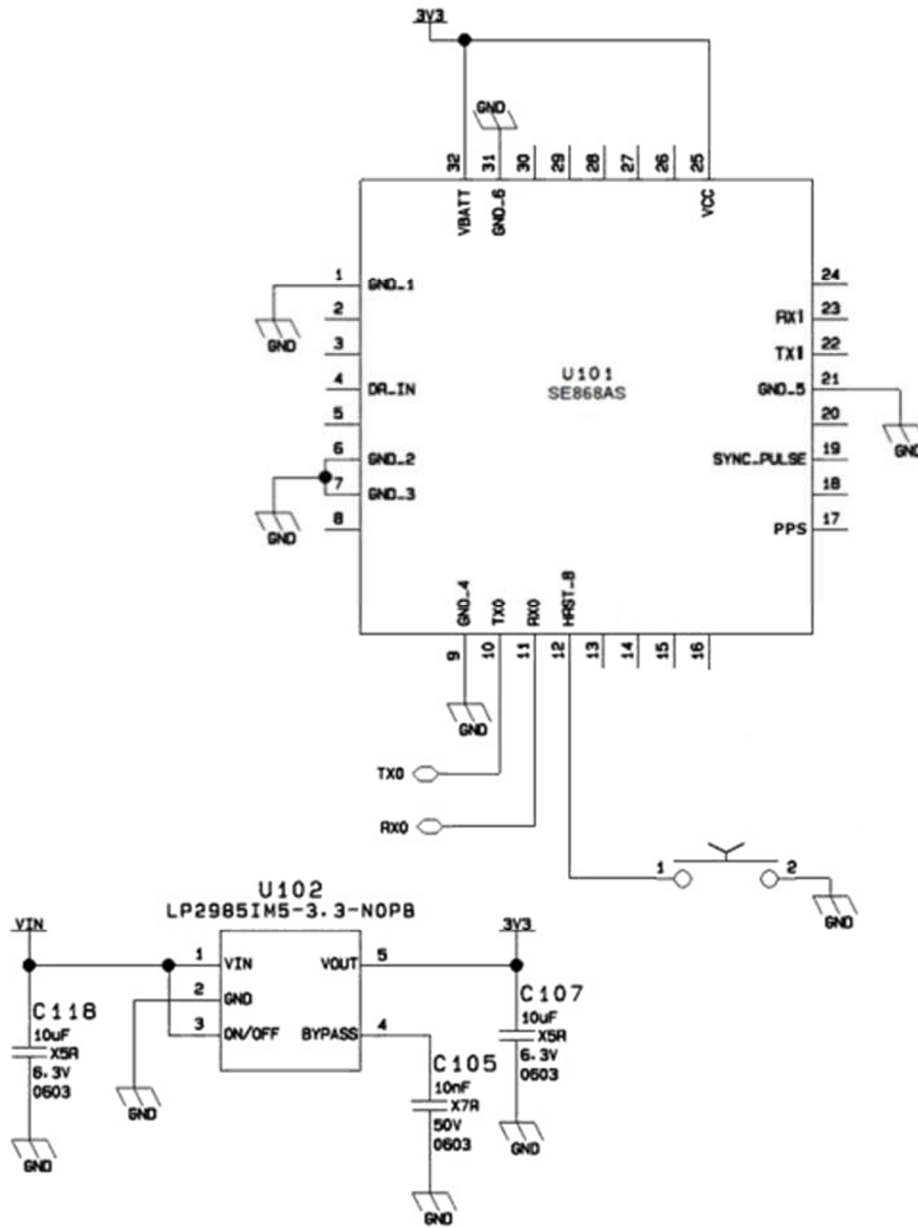 3V3
GND
32 31 30 29 28 27 26 25
VBATT GND_6 VCC
1 GND_1
GND
2
3
4 DR_IN
5
6 GND_2
7 GND_3
GND
8
U101
SE868AS
24
RX1 23
TX1 22
GND_5 21
GND
20
SYNC_PULSE 19
18
PPS 17
GND_4 TX0 RX0 HRST_B
9 10 11 12 13 14 15 16
GND
TX0
RX0
1 2
GND
U102
LP2985IM5-3.3-NOPB
VIN
1 VIN VOUT 5
2 GND
3 ON/OFF BYPASS 4
GND
C118
10uF
X5R
6.3V
0603
GND
3V3
C107
10uF
X5R
6.3V
0603
GND
C105
10nF
X7R
50V
0603
GND